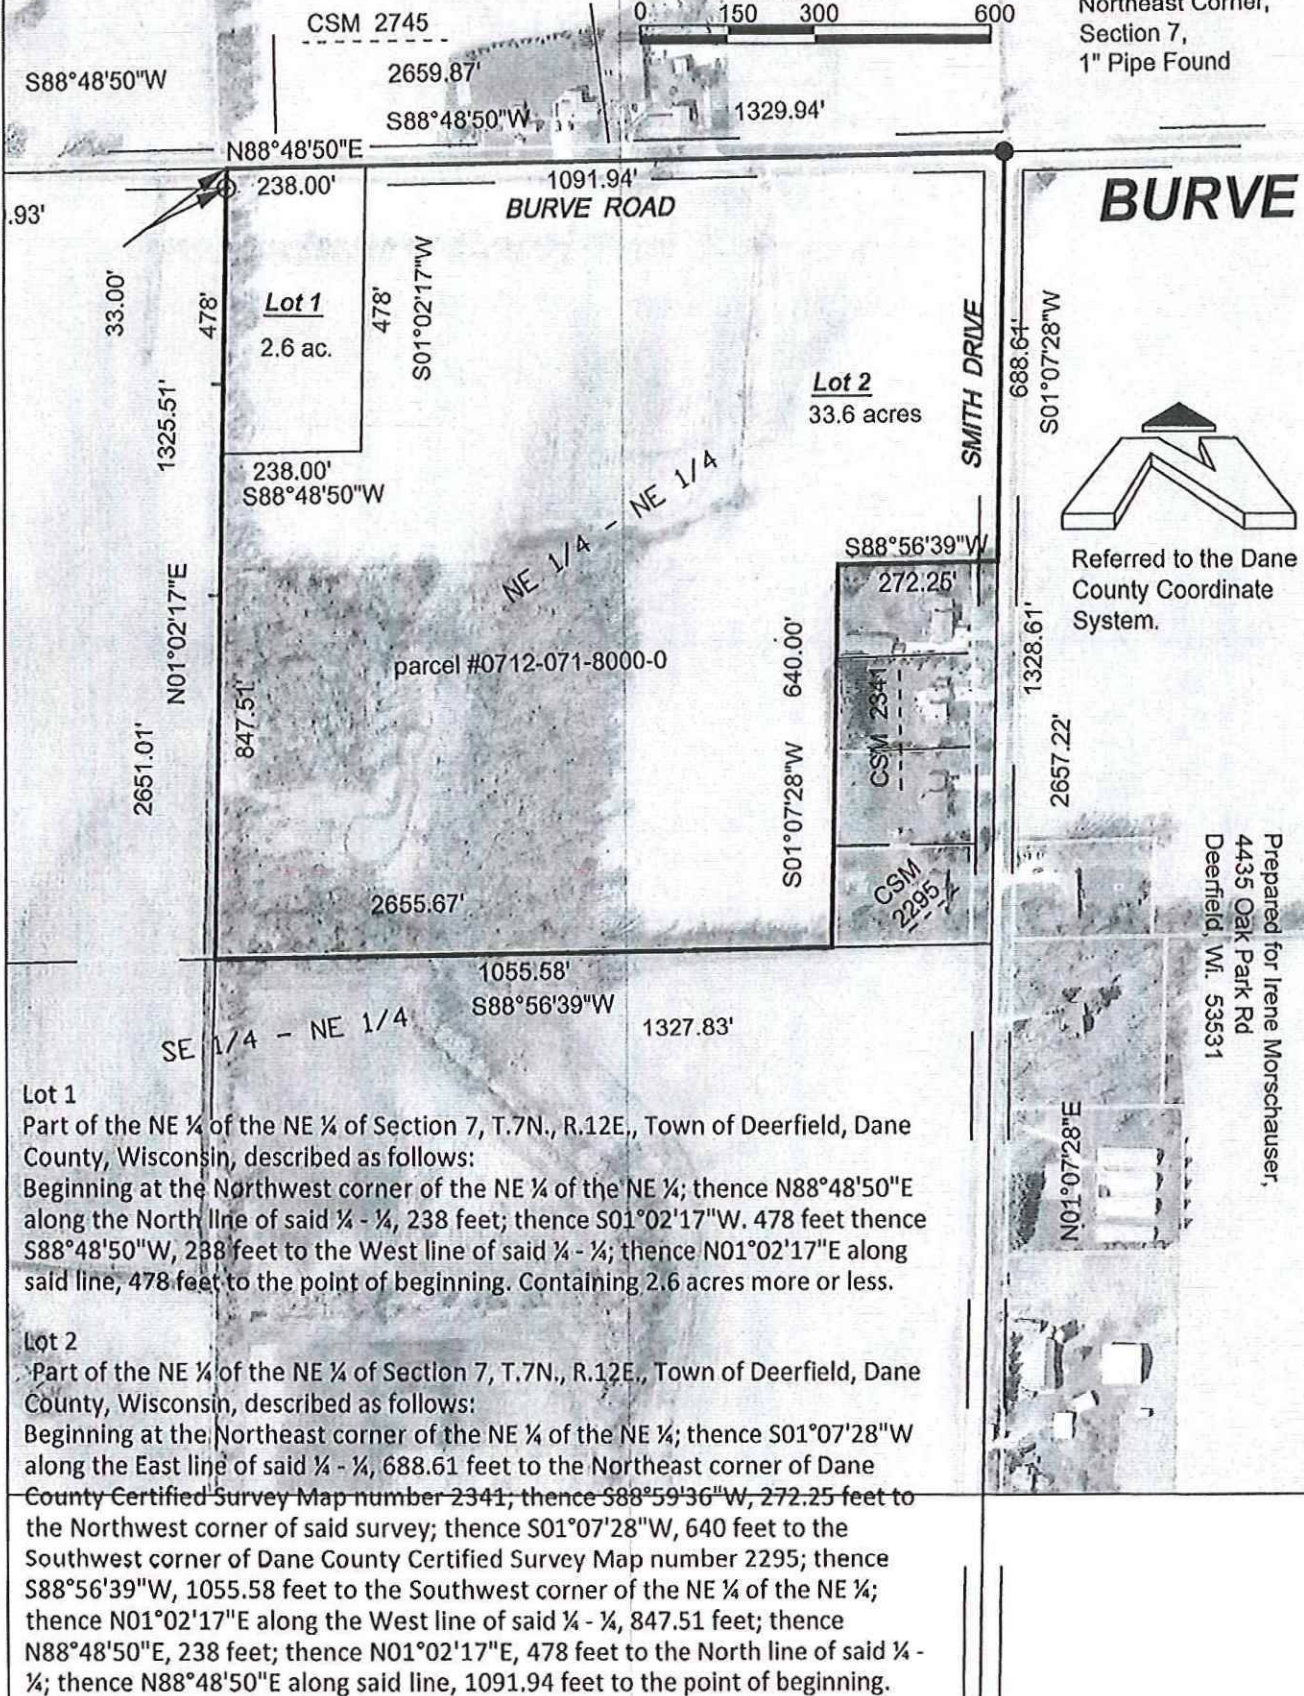 CSM 2745
0 150 300 600
Northeast Corner,
Section 7,
1" Pipe Found
S88°48'50"W
2659.87'
S88°48'50"W
1329.94'
N88°48'50"E
238.00'
1091.94'
BURVE ROAD
BURVE
.93'
33.00'
478'
Lot 1
2.6 ac.
478'
S01°02'17"W
Lot 2
33.6 acres
SMITH DRIVE
688.61'
S01°07'28"W
1325.51'
238.00'
S88°48'50"W
NE 1/4 - NE 1/4
S88°56'39"W
272.25'
Referred to the Dane
County Coordinate
System.
N01°02'17"E
parcel #0712-071-8000-0
640.00'
CSM 2341
1328.61'
847.51'
2651.01'
S01°07'28"W
2657.22'
CSM
2295
2655.67'
1055.58'
S88°56'39"W
1327.83'
SE 1/4 - NE 1/4
Prepared for Irene Morschauser,
4435 Oak Park Rd
Deerfield, Wi. 53531
N01°07'28"E
Lot 1
Part of the NE ¼ of the NE ¼ of Section 7, T.7N., R.12E., Town of Deerfield, Dane
County, Wisconsin, described as follows:
Beginning at the Northwest corner of the NE ¼ of the NE ¼; thence N88°48'50"E
along the North line of said ¼ - ¼, 238 feet; thence S01°02'17"W. 478 feet thence
S88°48'50"W, 238 feet to the West line of said ¼ - ¼; thence N01°02'17"E along
said line, 478 feet to the point of beginning. Containing 2.6 acres more or less.
Lot 2
Part of the NE ¼ of the NE ¼ of Section 7, T.7N., R.12E., Town of Deerfield, Dane
County, Wisconsin, described as follows:
Beginning at the Northeast corner of the NE ¼ of the NE ¼; thence S01°07'28"W
along the East line of said ¼ - ¼, 688.61 feet to the Northeast corner of Dane
County Certified Survey Map number 2341; thence S88°59'36"W, 272.25 feet to
the Northwest corner of said survey; thence S01°07'28"W, 640 feet to the
Southwest corner of Dane County Certified Survey Map number 2295; thence
S88°56'39"W, 1055.58 feet to the Southwest corner of the NE ¼ of the NE ¼;
thence N01°02'17"E along the West line of said ¼ - ¼, 847.51 feet; thence
N88°48'50"E, 238 feet; thence N01°02'17"E, 478 feet to the North line of said ¼ -
¼; thence N88°48'50"E along said line, 1091.94 feet to the point of beginning.